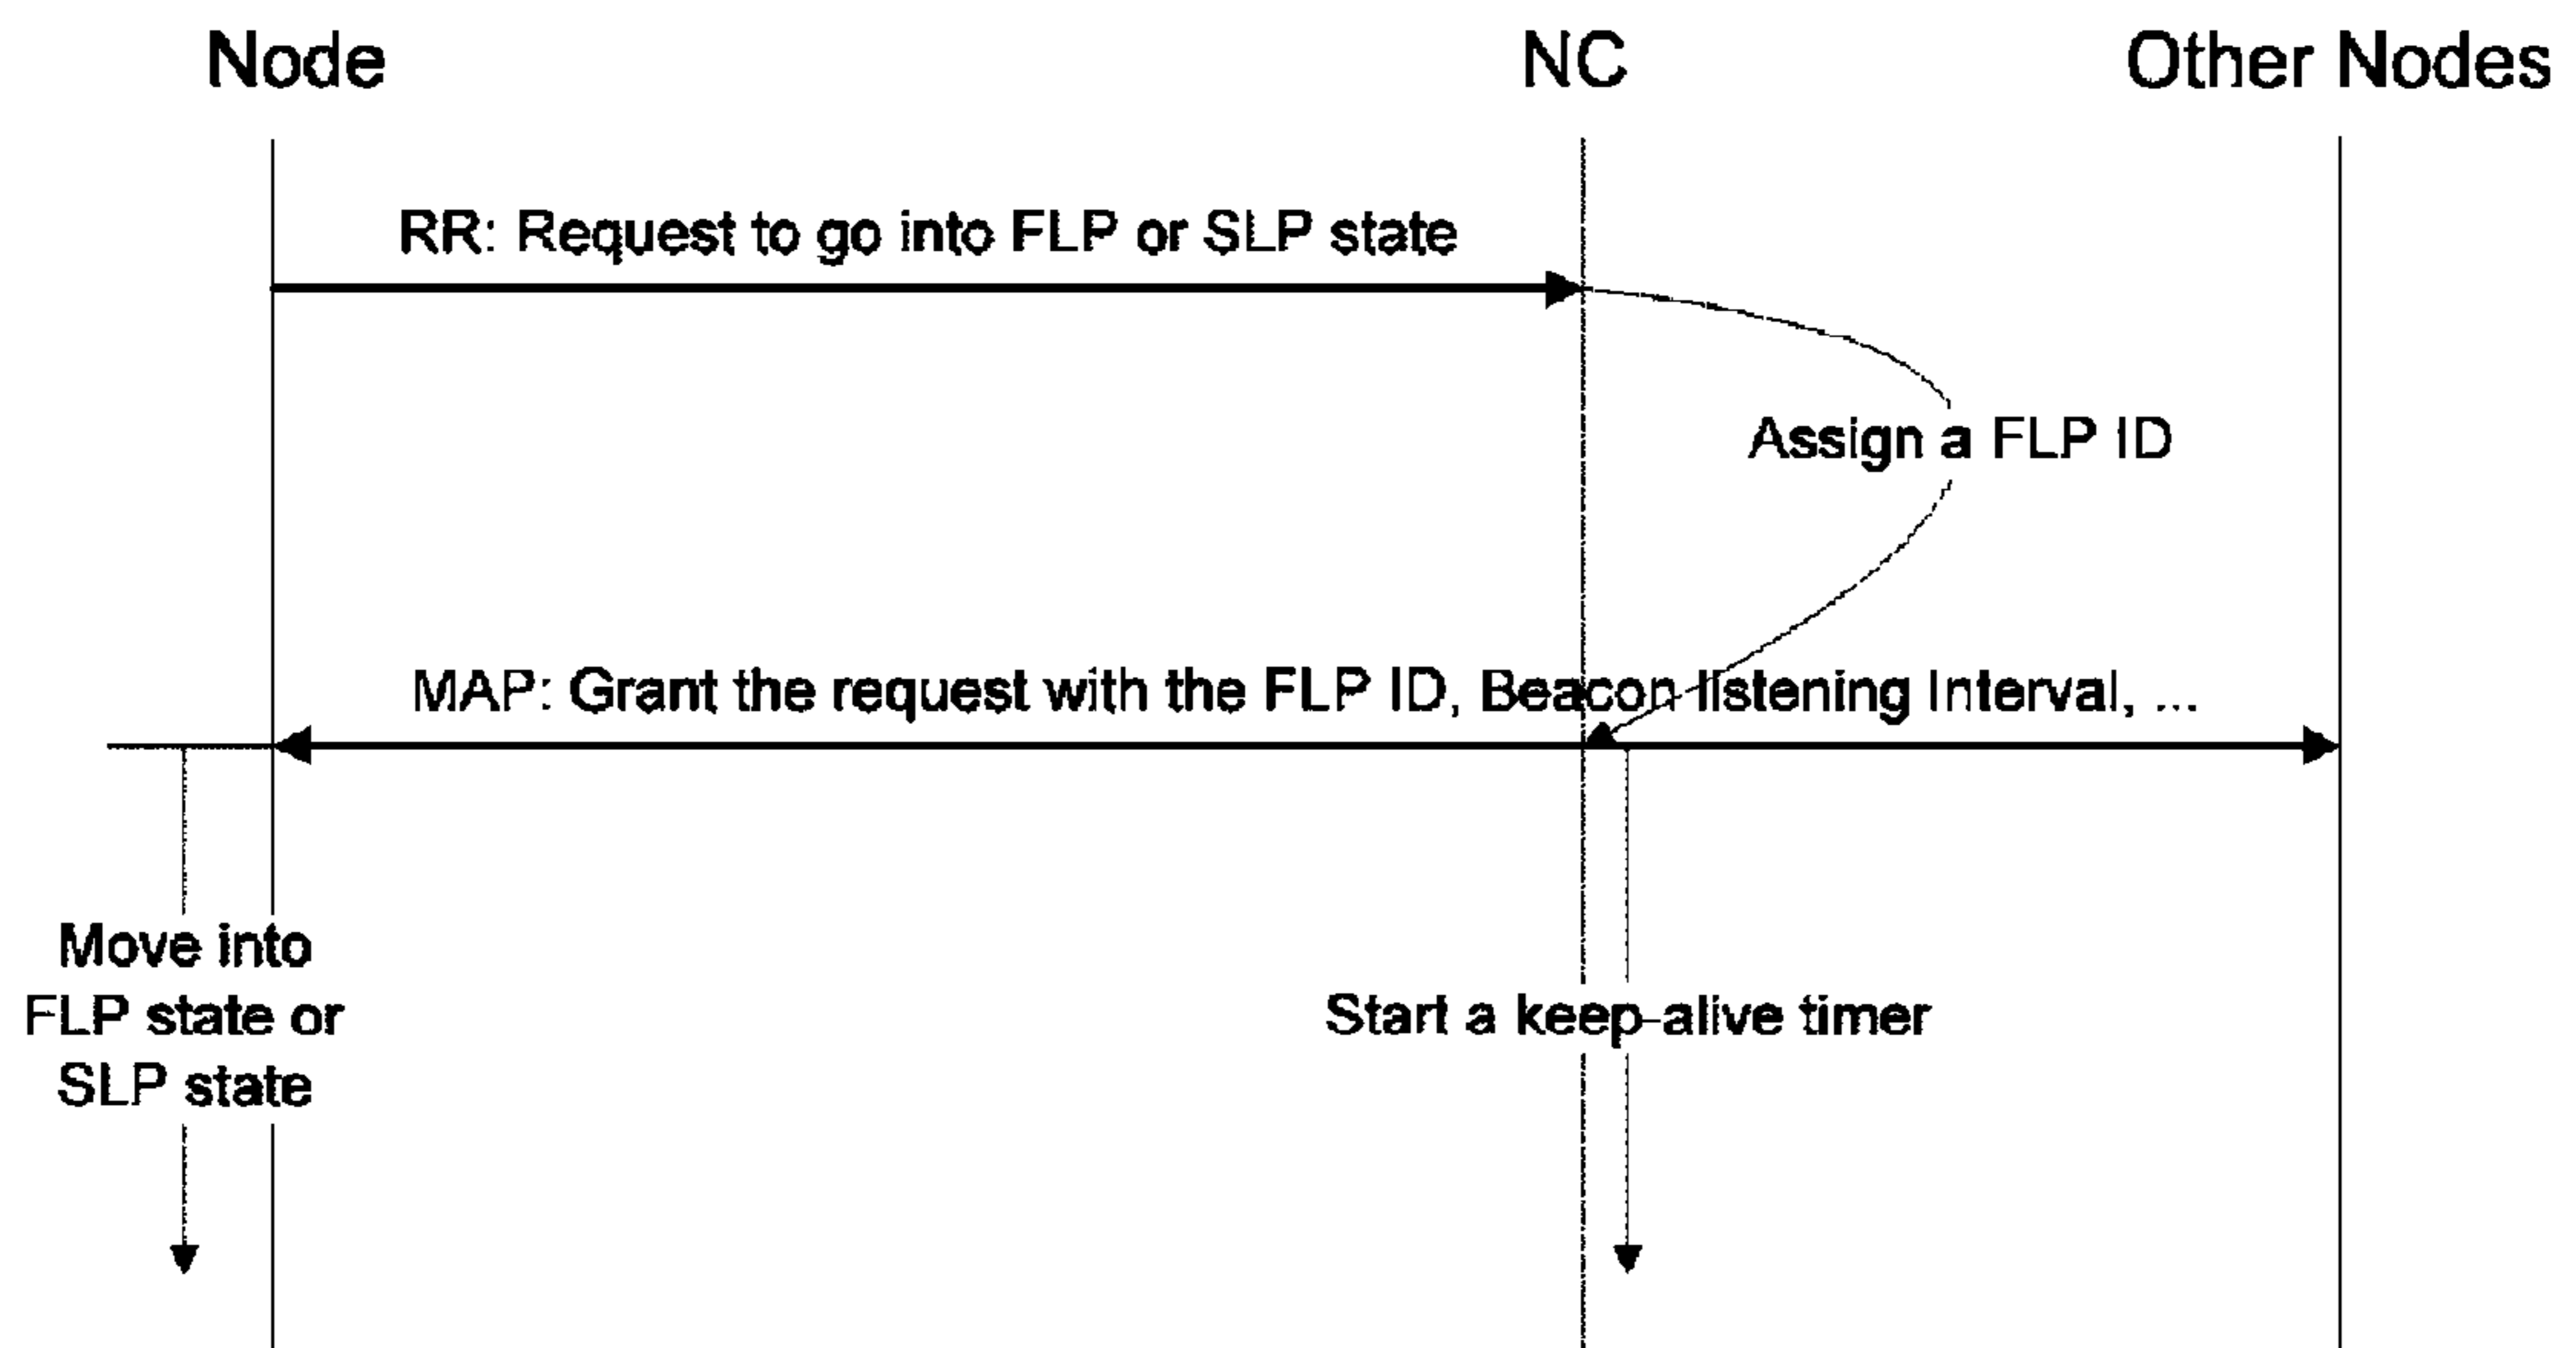 Node NC Other Nodes
RR: Request to go into FLP or SLP state
Assign a FLP ID
MAP: Grant the request with the FLP ID, Beacon listening Interval, ...
Move into
FLP state or
SLP state
Start a keep-alive timer